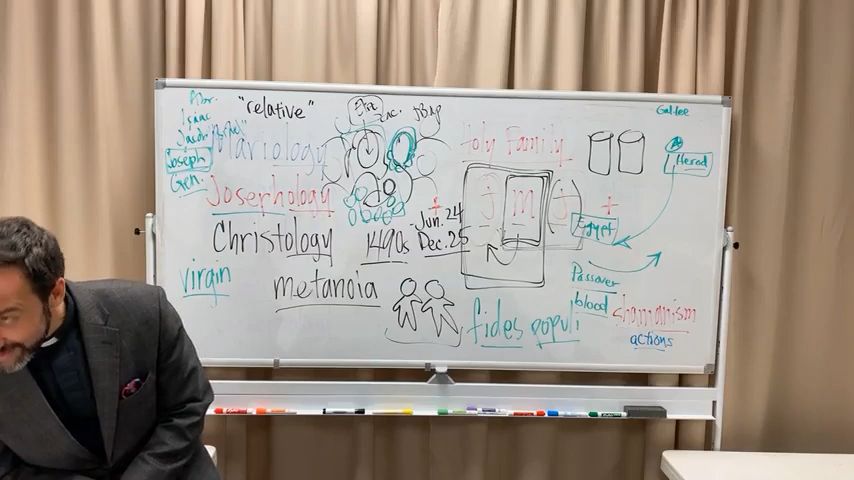 "relative"
Galilee
Isaac
Jacob
Mariology
Holy Family
Joseph
Herod
Gen.
Josephology
j m j
+
+
Jun. 24
Egypt
Christology
1490s
Dec. 25
virgin
metanoia
Passover
blood
fides populi
shamanism
actions